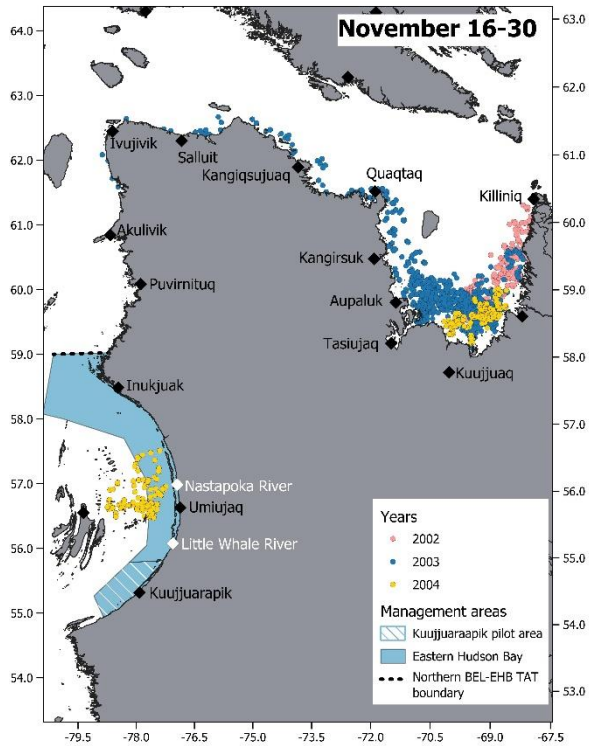 November 16-30
64.0
63.0
62.0
61.0
60.0
59.0
58.0
57.0
56.0
55.0
54.0
63.0
62.0
61.0
60.0
59.0
58.0
57.0
56.0
55.0
54.0
53.0
Ivujivik
Salluit
Kangiqsujuaq
Quaqtaq
Killiniq
Akulivik
Kangirsuk
Puvirnituq
Aupaluk
Tasiujaq
Kuujjuaq
Inukjuak
Nastapoka River
Umiujaq
Little Whale River
Kuujjuarapik
Years
2002
2003
2004
Management areas
Kuujjuaraapik pilot area
Eastern Hudson Bay
Northern BEL-EHB TAT
boundary
-79.5 -78.0 -76.5 -75.0 -73.5 -72.0 -70.5 -69.0 -67.5